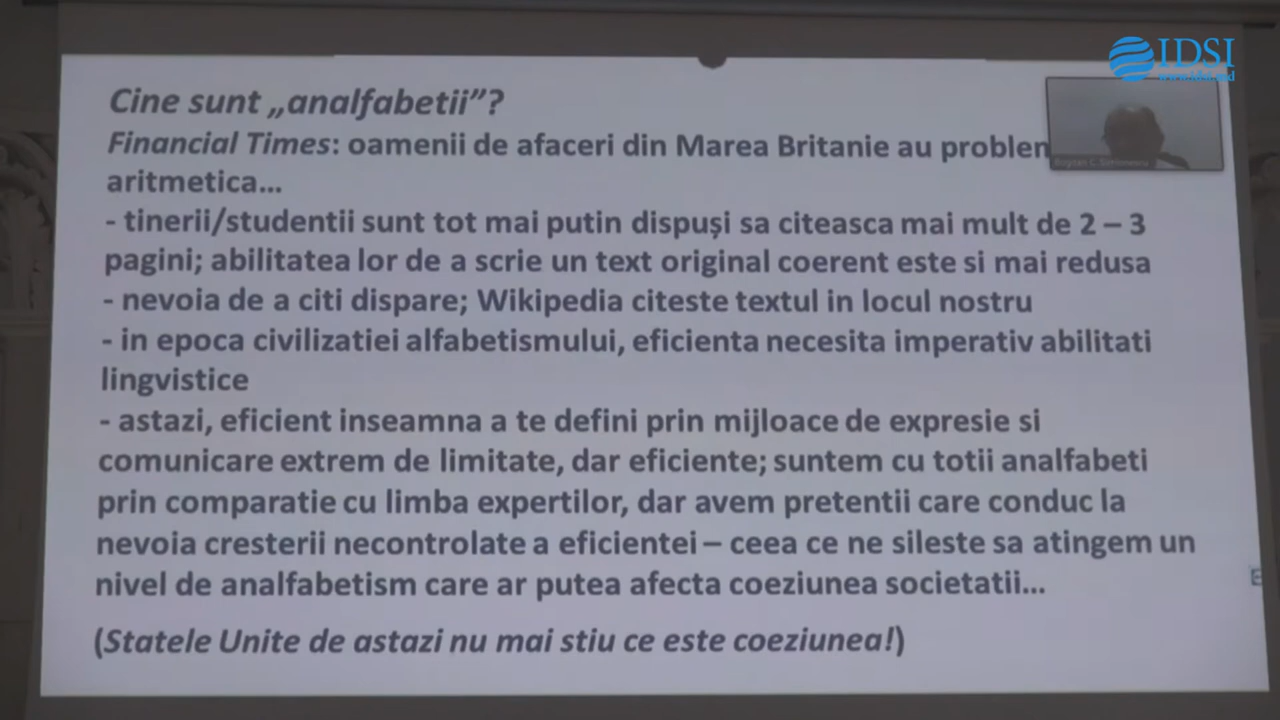 IDSI
www.idsi.md
Cine sunt „analfabetii”?
Financial Times: oamenii de afaceri din Marea Britanie au
aritmetica...
- tinerii/studentii sunt tot mai putin dispuși sa citeasca mai mult de 2 – 3
pagini; abilitatea lor de a scrie un text original coerent este si mai redusa
- nevoia de a citi dispare; Wikipedia citeste textul in locul nostru
- in epoca civilizatiei alfabetismului, eficienta necesita imperativ abilitati
lingvistice
- astazi, eficient inseamna a te defini prin mijloace de expresie si
comunicare extrem de limitate, dar eficiente; suntem cu totii analfabeti
prin comparatie cu limba expertilor, dar avem pretentii care conduc la
nevoia cresterii necontrolate a eficientei – ceea ce ne sileste sa atingem un
nivel de analfabetism care ar putea afecta coeziunea societatii...
(Statele Unite de astazi nu mai stiu ce este coeziunea!)